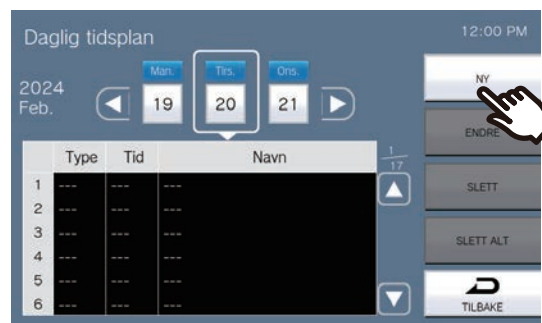 Daglig tidsplan
12:00 PM
2024
Feb.
Man.
19
Tirs.
20
Ons.
21
NY
ENDRE
SLETT
SLETT ALT
TILBAKE
Type Tid Navn
1
17
1 --- --- ---
2 --- --- ---
3 --- --- ---
4 --- --- ---
5 --- --- ---
6 --- --- ---